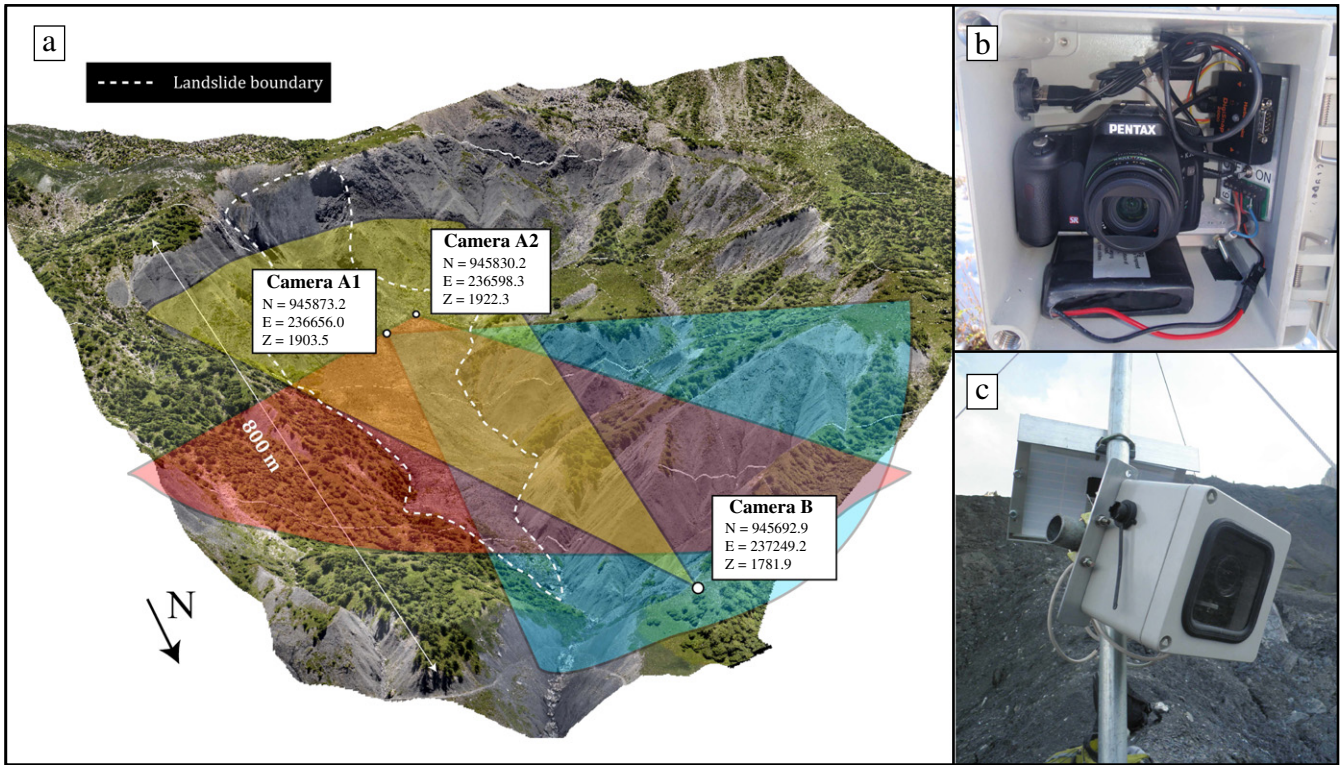 a
Landslide boundary
Camera A2
N = 945830.2
E = 236598.3
Z = 1922.3
Camera A1
N = 945873.2
E = 236656.0
Z = 1903.5
800 m
Camera B
N = 945692.9
E = 237249.2
Z = 1781.9
N
b
PENTAX
SR
ON
c